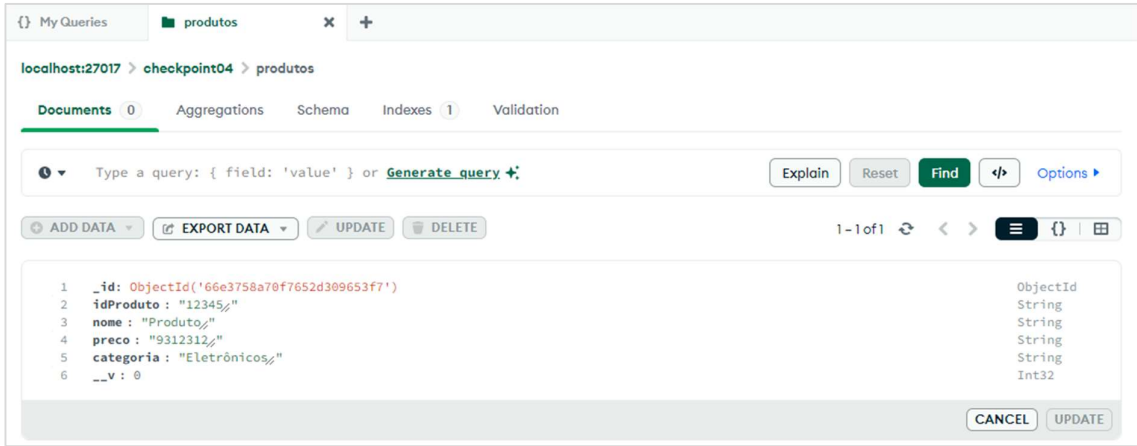 {} My Queries
produtos
localhost:27017 > checkpoint04 > produtos
Documents 0 Aggregations Schema Indexes 1 Validation
Type a query: { field: 'value' } or Generate query Explain Reset Find </> Options
ADD DATA EXPORT DATA UPDATE DELETE 1 – 1 of 1 {}
1 _id: ObjectId('66e3758a70f7652d309653f7') ObjectId
2 idProduto : "12345" String
3 nome : "Produto" String
4 preco : "9312312" String
5 categoria : "Eletrônicos" String
6 __v : 0 Int32
CANCEL UPDATE